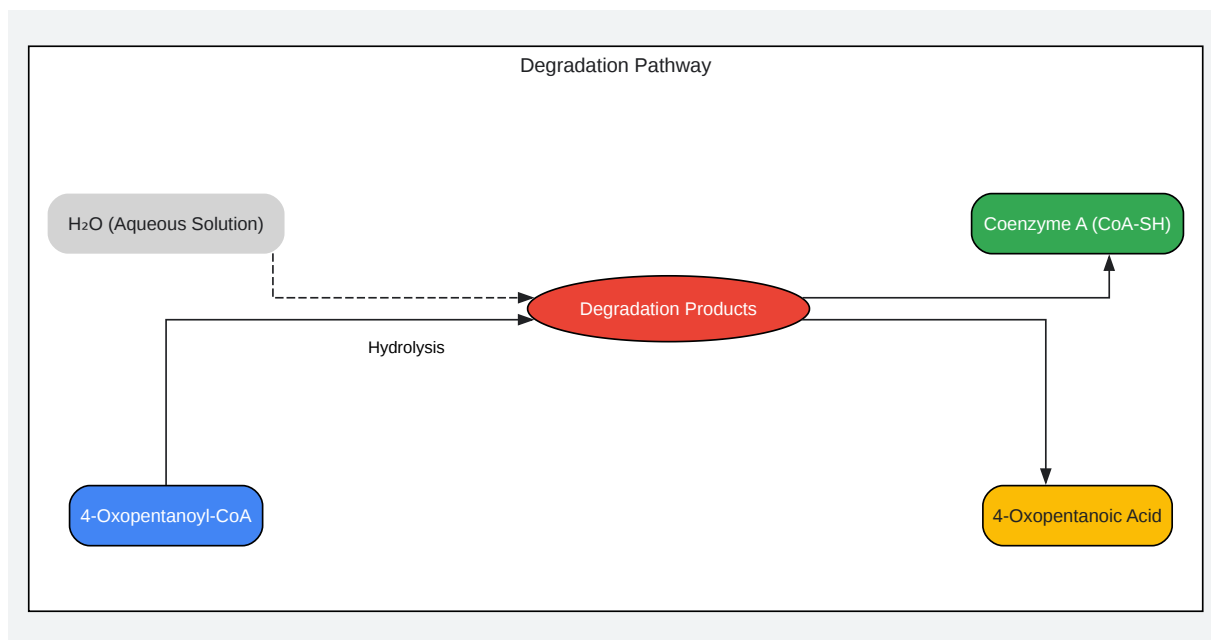 Degradation Pathway
H₂O (Aqueous Solution)
Coenzyme A (CoA-SH)
Degradation Products
Hydrolysis
4-Oxopentanoyl-CoA
4-Oxopentanoic Acid